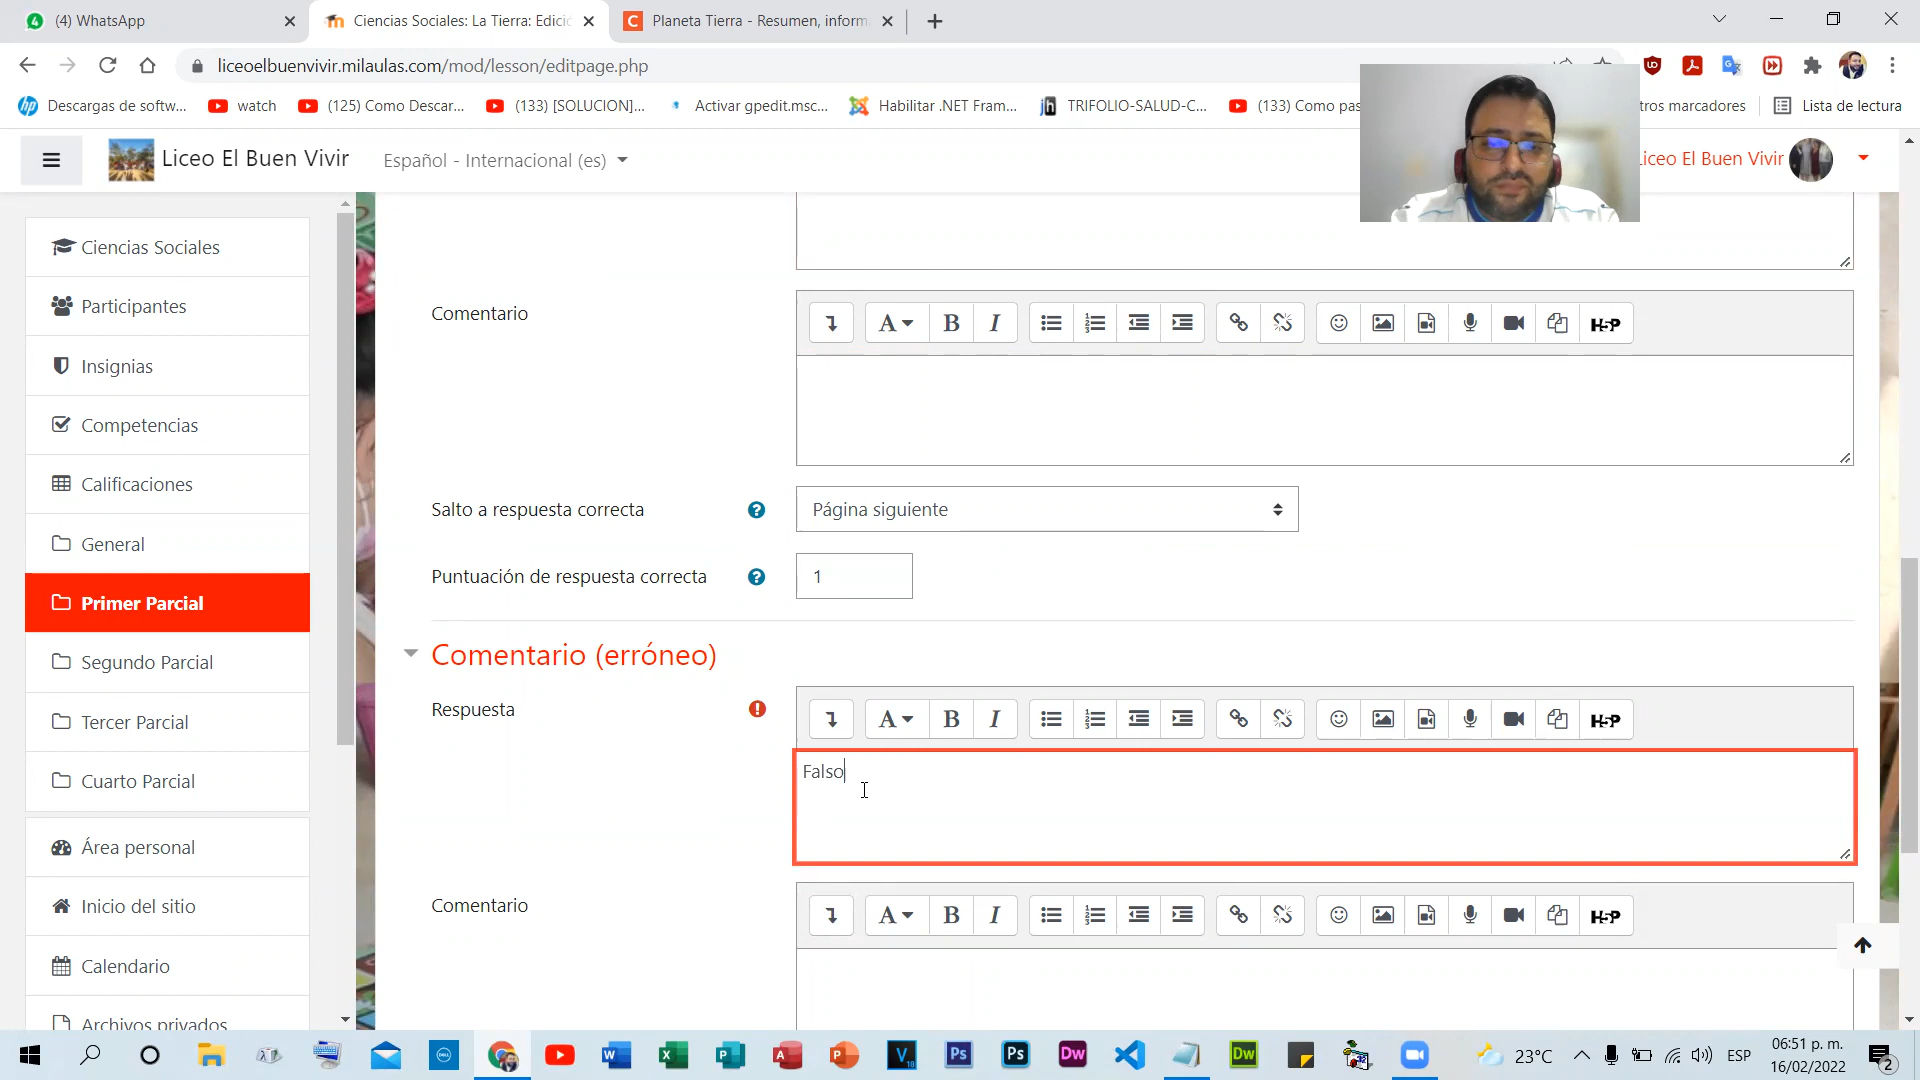 (4) WhatsApp
Ciencias Sociales: La Tierra: Edició
Planeta Tierra - Resumen, inform
liceoelbuenvivir.milaulas.com/mod/lesson/editpage.php
Descargas de softw...
watch
(125) Como Descar...
(133) [SOLUCION]...
Activar gpedit.msc...
Habilitar .NET Fram...
TRIFOLIO-SALUD-C...
(133) Como pas
tros marcadores
Lista de lectura
Liceo El Buen Vivir
Español - Internacional (es)
Liceo El Buen Vivir
Ciencias Sociales
Participantes
Insignias
Competencias
Calificaciones
General
Primer Parcial
Segundo Parcial
Tercer Parcial
Cuarto Parcial
Área personal
Inicio del sitio
Calendario
Archivos privados
Comentario
A B I H5P
Salto a respuesta correcta
Página siguiente
Puntuación de respuesta correcta
1
Comentario (erróneo)
Respuesta
A B I H5P
Falso
Comentario
A B I H5P
23°C
ESP
06:51 p. m.
16/02/2022
2